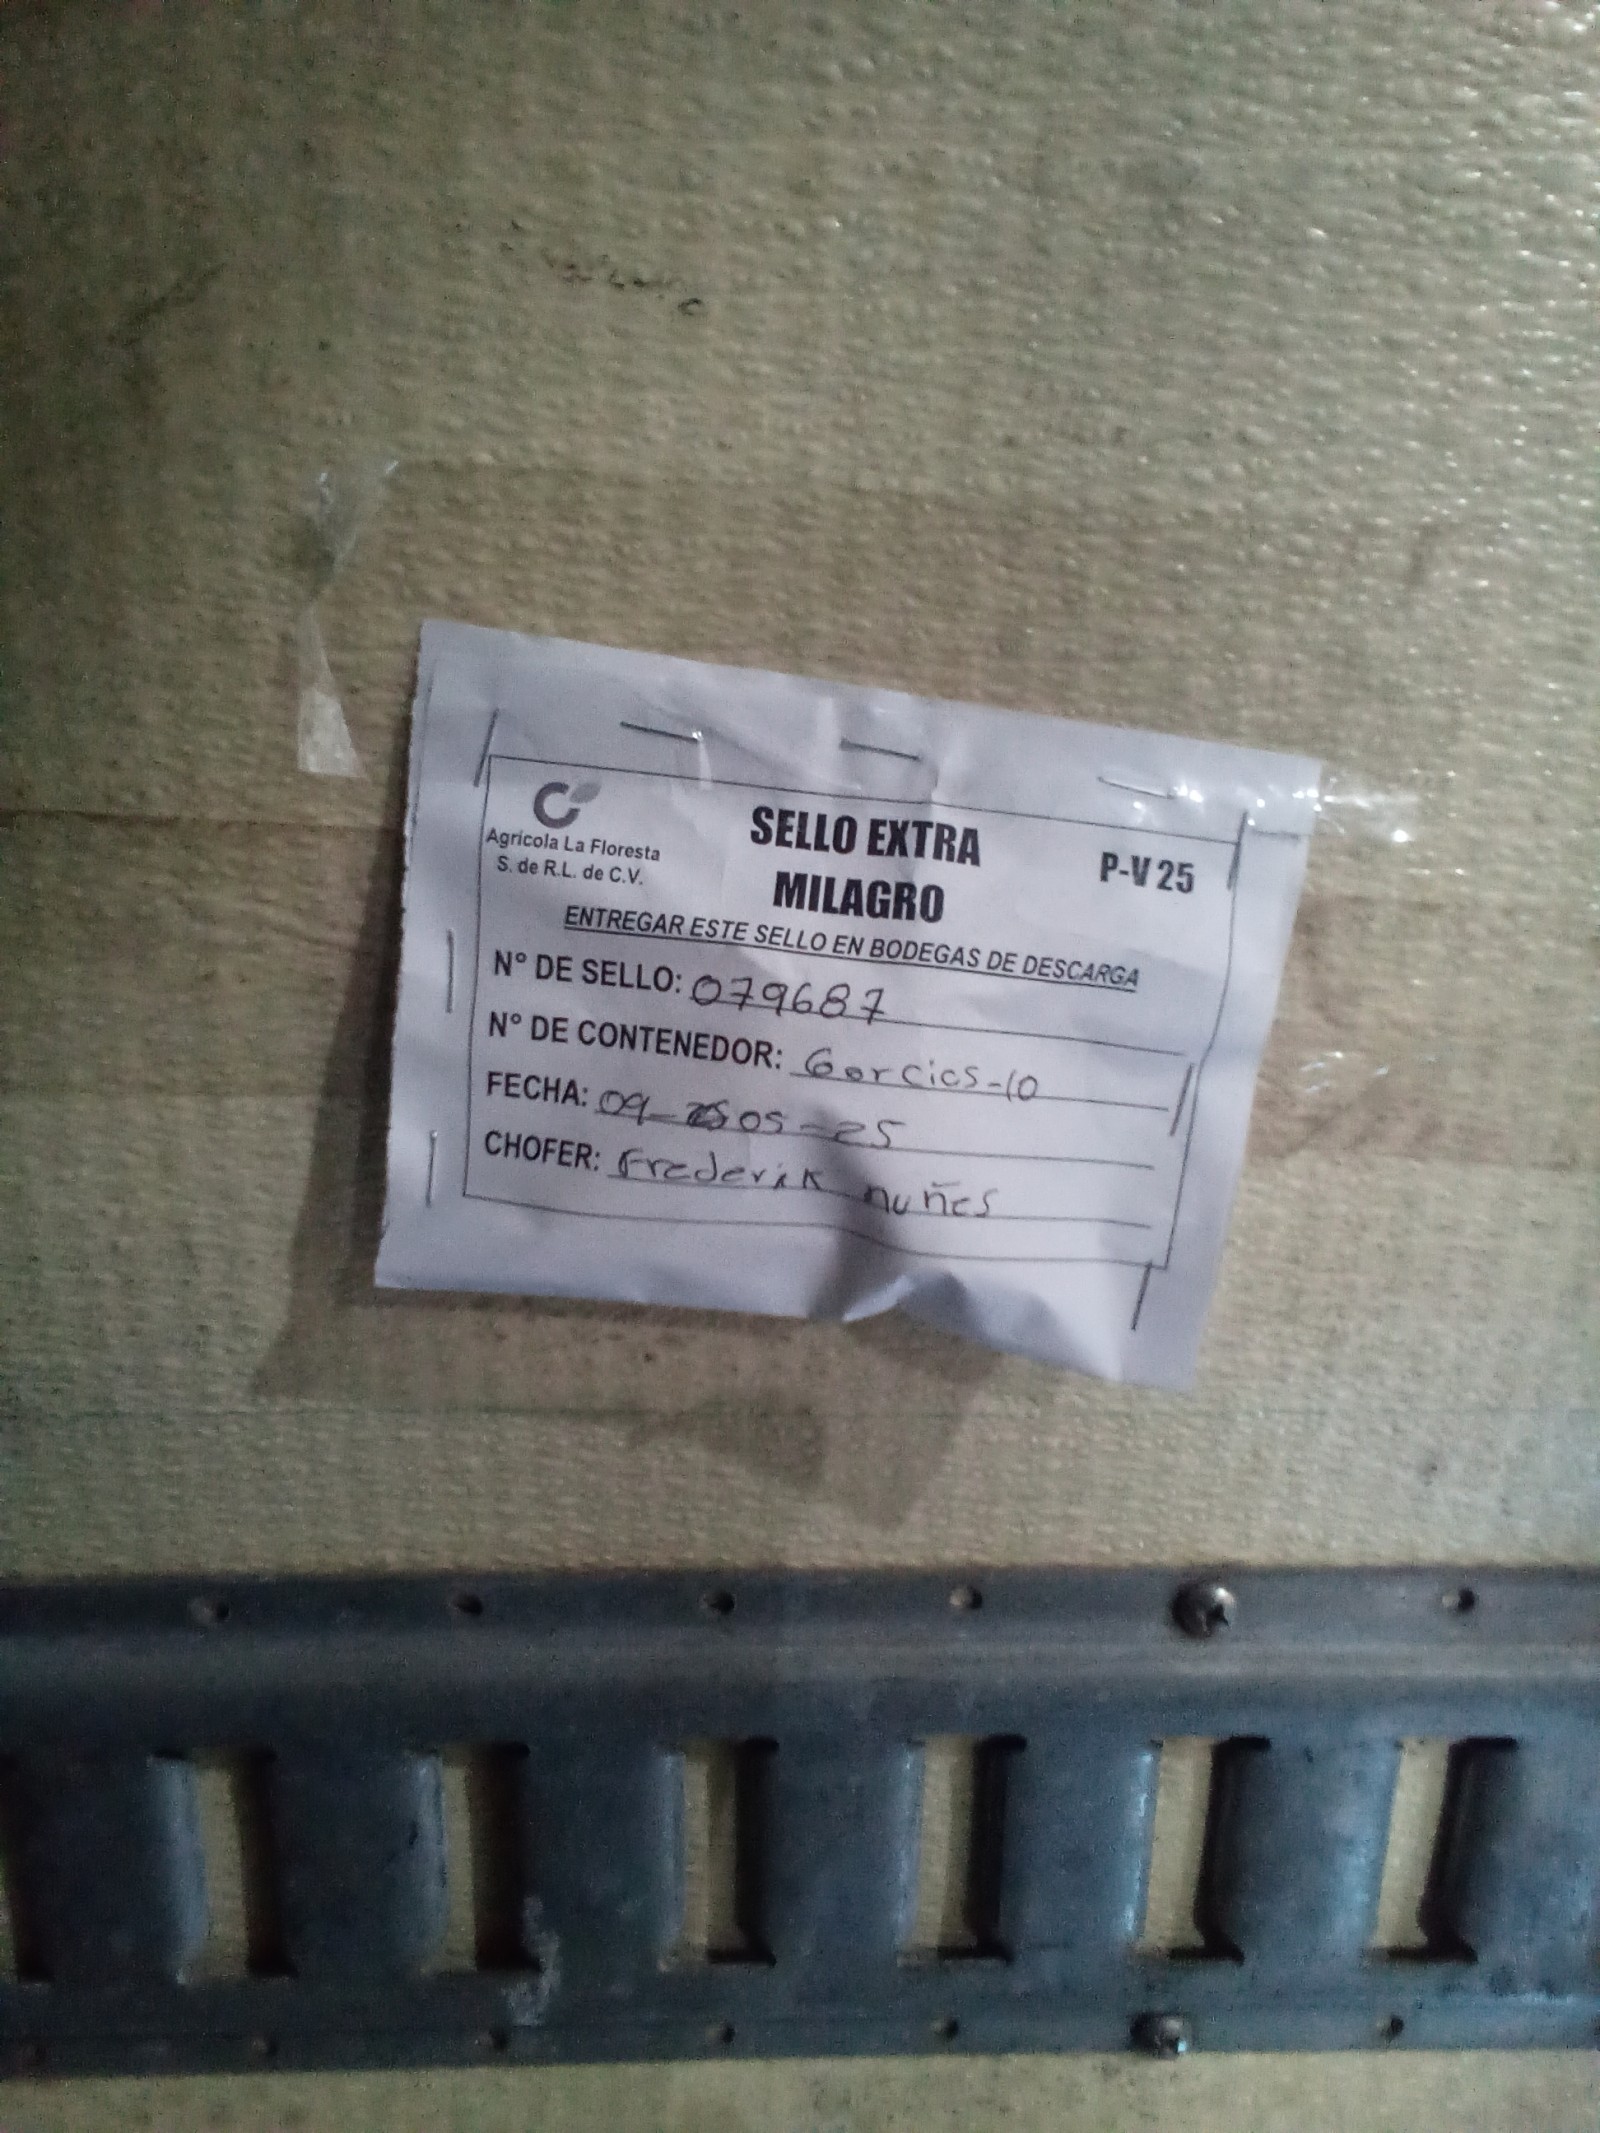 Agrícola La Floresta
S. de R.L. de C.V.
SELLO EXTRA
MILAGRO
P-V 25
ENTREGAR ESTE SELLO EN BODEGAS DE DESCARGA
N° DE SELLO: 079687
N° DE CONTENEDOR: Garcias-10
FECHA: 09-05-25
CHOFER: Frederik nuñes